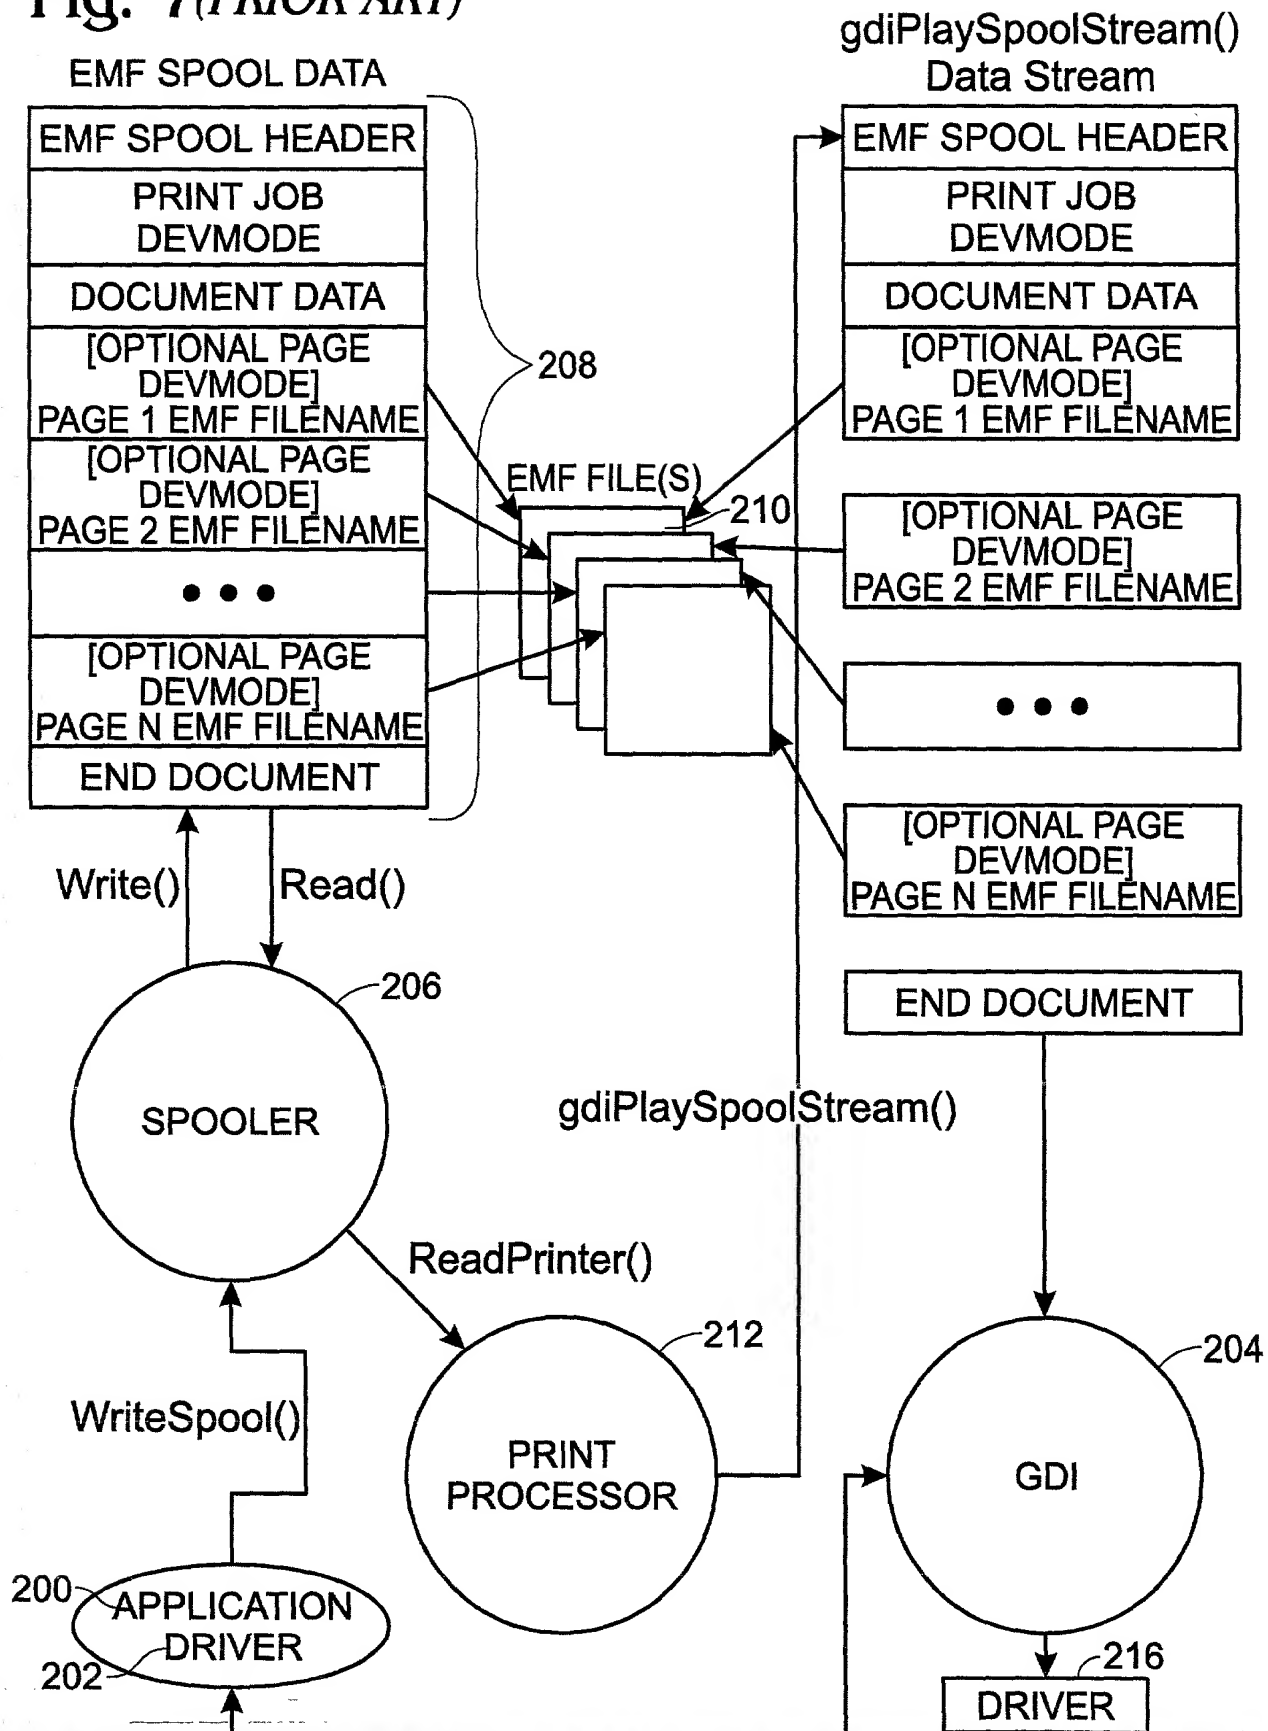 Fig. 7 (PRIOR ART)
EMF SPOOL DATA
EMF SPOOL HEADER
PRINT JOB
DEVMODE
DOCUMENT DATA
[OPTIONAL PAGE
DEVMODE]
PAGE 1 EMF FILENAME
[OPTIONAL PAGE
DEVMODE]
PAGE 2 EMF FILENAME
• • •
[OPTIONAL PAGE
DEVMODE]
PAGE N EMF FILENAME
END DOCUMENT
208
EMF FILE(S)
210
gdiPlaySpoolStream()
Data Stream
EMF SPOOL HEADER
PRINT JOB
DEVMODE
DOCUMENT DATA
[OPTIONAL PAGE
DEVMODE]
PAGE 1 EMF FILENAME
[OPTIONAL PAGE
DEVMODE]
PAGE 2 EMF FILENAME
• • •
[OPTIONAL PAGE
DEVMODE]
PAGE N EMF FILENAME
END DOCUMENT
Write()
Read()
206
SPOOLER
gdiPlaySpoolStream()
ReadPrinter()
212
204
WriteSpool()
PRINT
PROCESSOR
GDI
200
APPLICATION
DRIVER
202
216
DRIVER